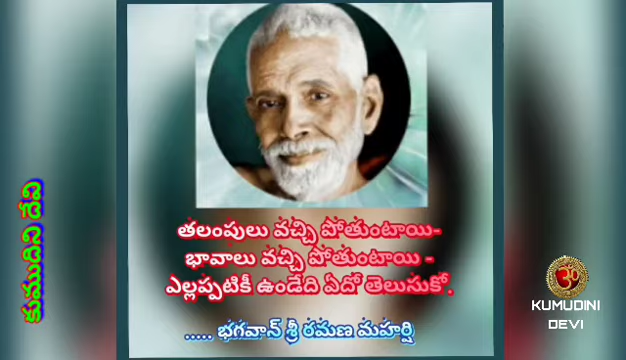 తలంపులు వచ్చి పోతుంటాయి-
భావాలు వచ్చి పోతుంటాయి -
ఎల్లప్పటికీ ఉండేది ఏదో తెలుసుకో.
..... భగవాన్ శ్రీ రమణ మహర్షి
కుముదిని దేవి
KUMUDINI
DEVI